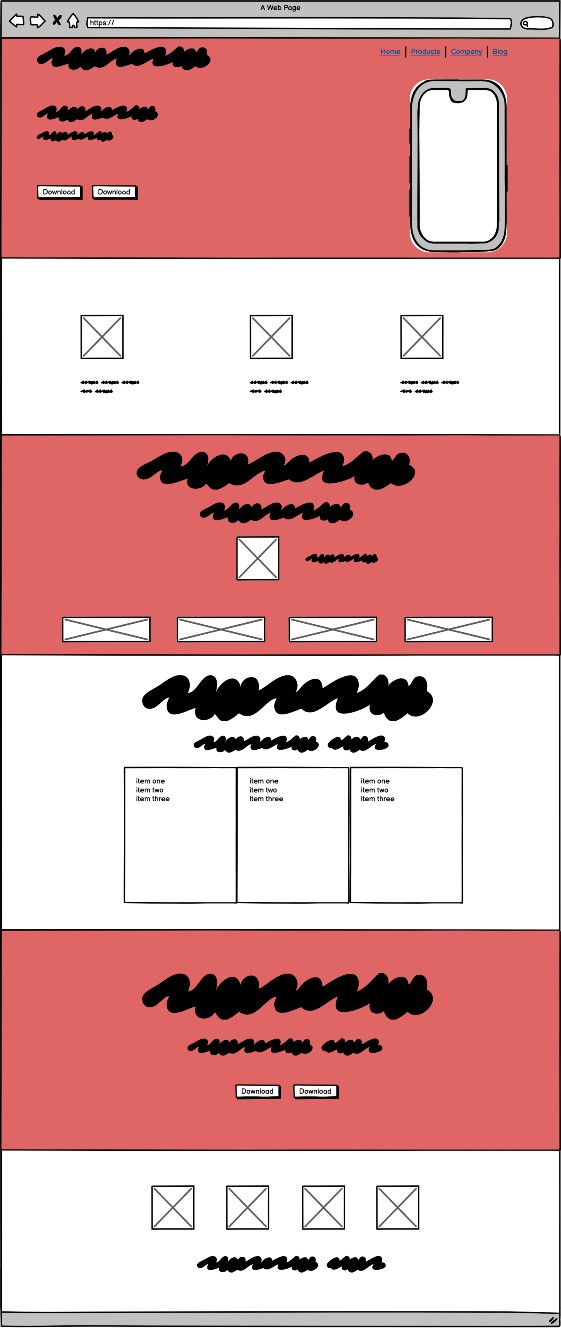 A Web Page
https://
Home Products Company Blog
Download Download
item one
item two
item three
item one
item two
item three
item one
item two
item three
Download Download